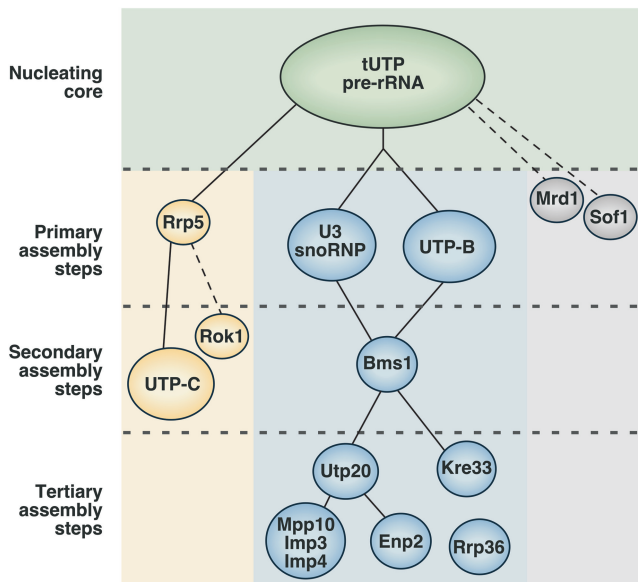 Nucleating
core
tUTP
pre-rRNA
Primary
assembly
steps
Rrp5
U3
snoRNP
UTP-B
Mrd1
Sof1
Secondary
assembly
steps
Rok1
UTP-C
Bms1
Tertiary
assembly
steps
Utp20
Kre33
Mpp10
Imp3
Imp4
Enp2
Rrp36